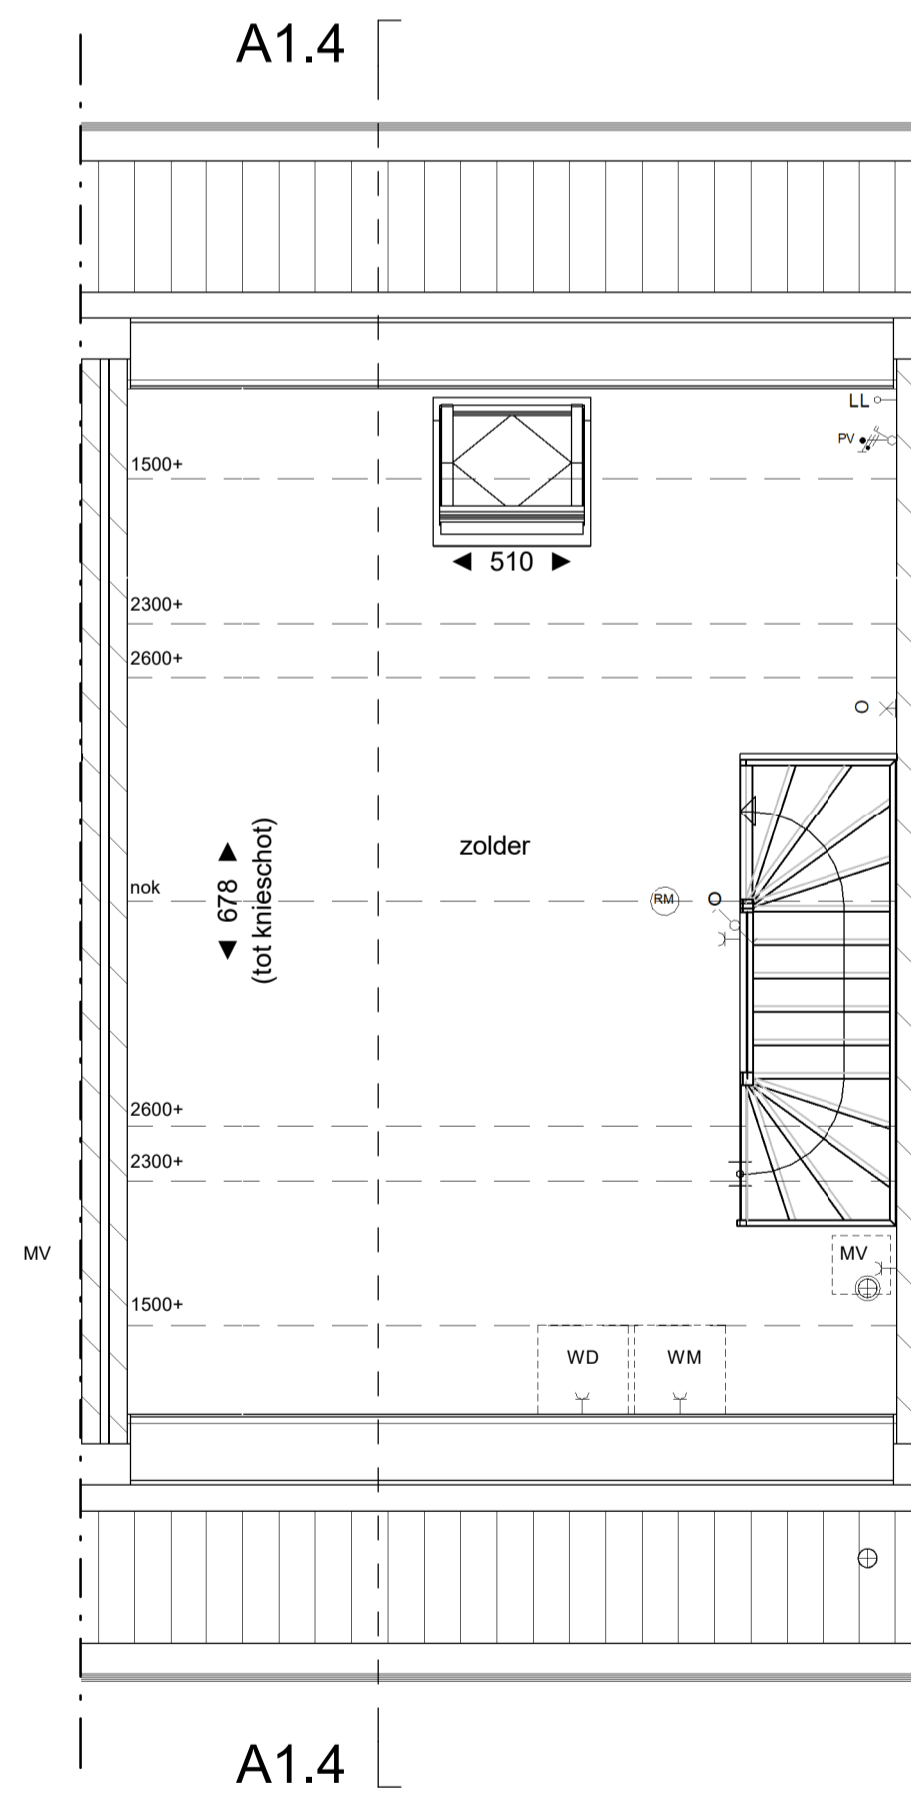 A1.4
LL
PV
1500+
510
2300+
2600+
O
zolder
nok
678
(tot knieschot)
RM
O
2600+
2300+
MV
MV
1500+
WD
WM
A1.4